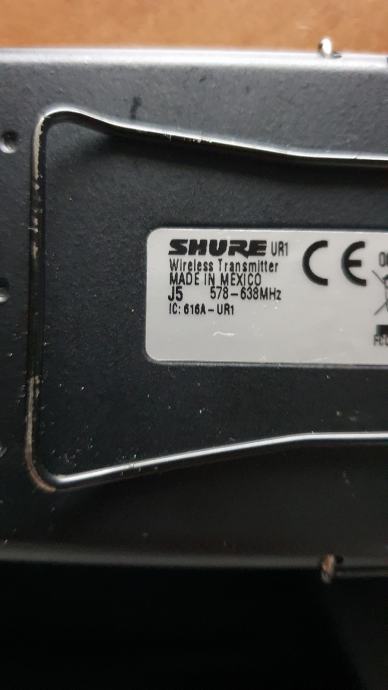 SHURE UR1
Wireless Transmitter
MADE IN MEXICO
J5 578-638MHz
IC: 616A-UR1
CE